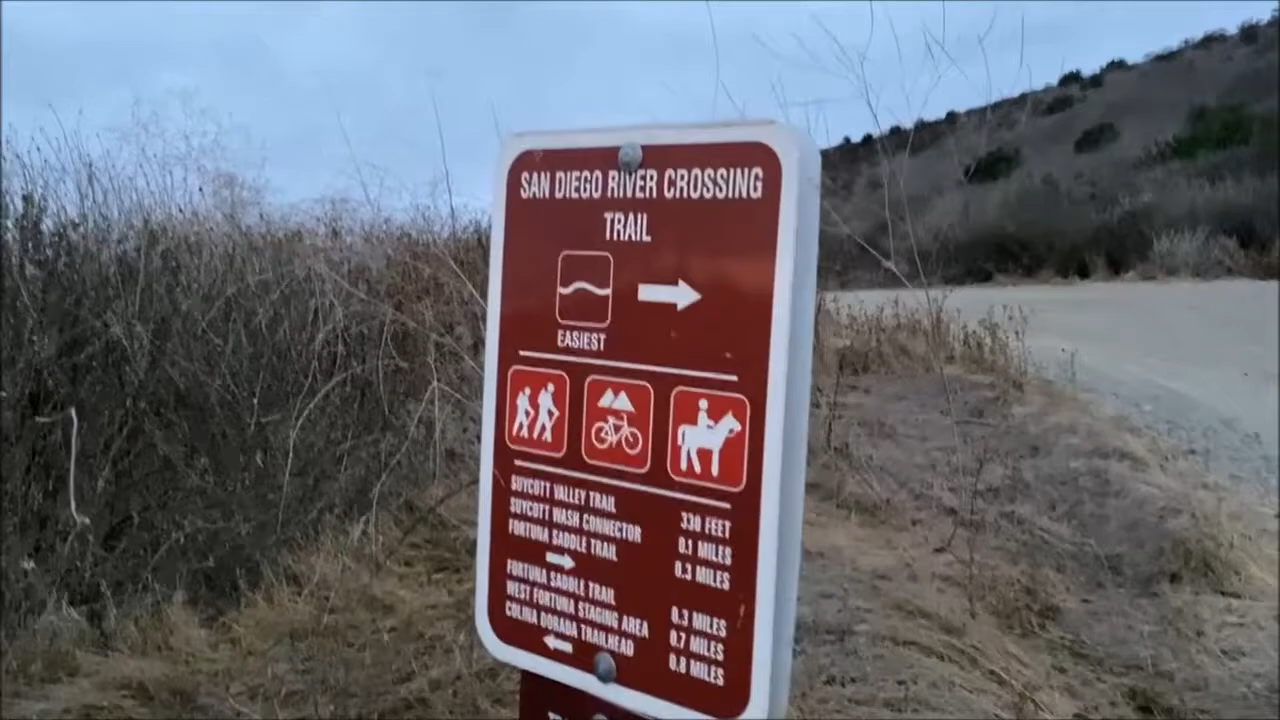 SAN DIEGO RIVER CROSSING
TRAIL
EASIEST
SUYCOTT VALLEY TRAIL 330 FEET
SUYCOTT WASH CONNECTOR 0.1 MILES
FORTUNA SADDLE TRAIL 0.3 MILES
FORTUNA SADDLE TRAIL 0.3 MILES
WEST FORTUNA STAGING AREA 0.7 MILES
COLINA DORADA TRAILHEAD 0.8 MILES